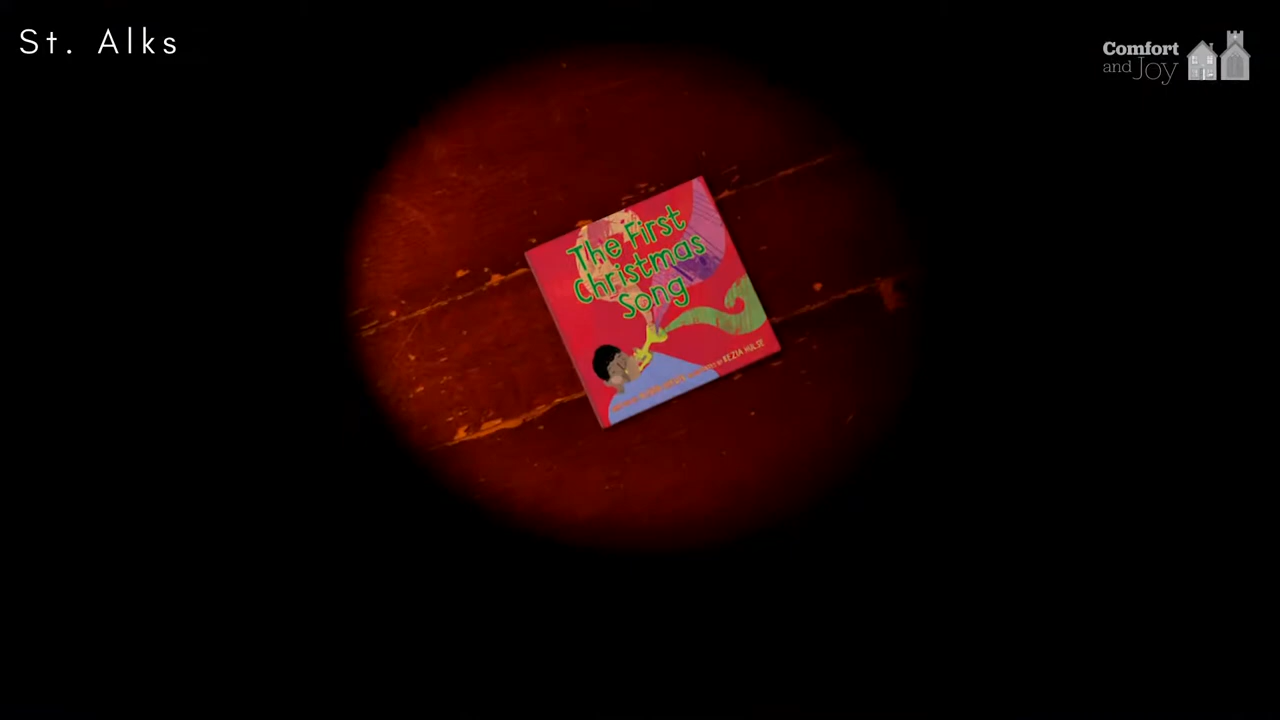 St. Alks
Comfort
and Joy
The First
Christmas
Song
KEZIA HULSE